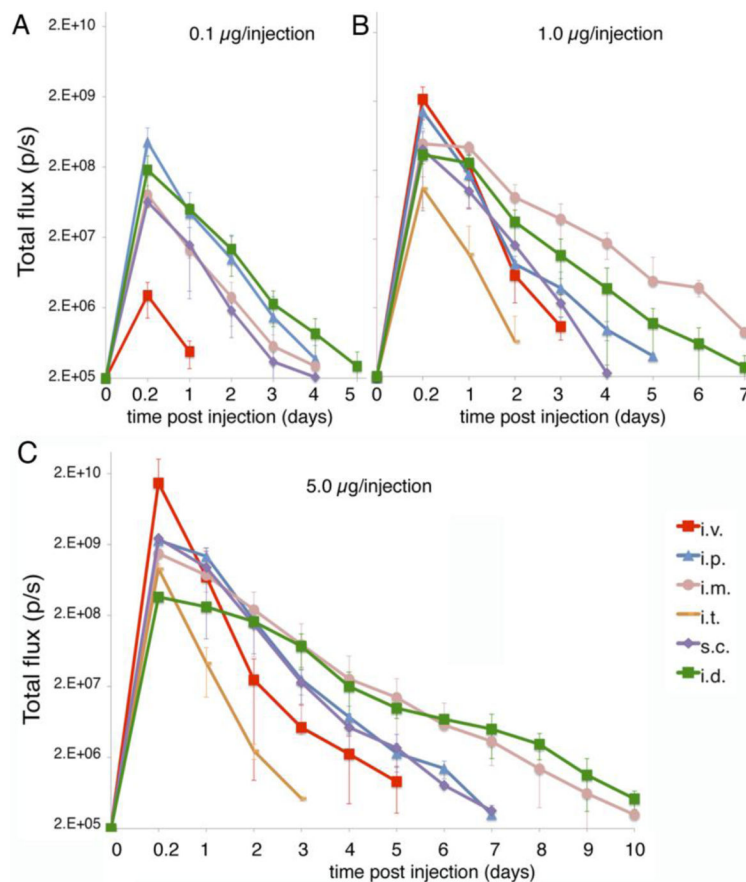 A
0.1 µg/injection
2.E+10
2.E+09
2.E+08
2.E+07
2.E+06
2.E+05
Total flux (p/s)
0 0.2 1 2 3 4 5
time post injection (days)
B
1.0 µg/injection
0 0.2 1 2 3 4 5 6 7
time post injection (days)
C
5.0 µg/injection
2.E+10
2.E+09
2.E+08
2.E+07
2.E+06
2.E+05
Total flux (p/s)
0 0.2 1 2 3 4 5 6 7 8 9 10
time post injection (days)
i.v.
i.p.
i.m.
i.t.
s.c.
i.d.